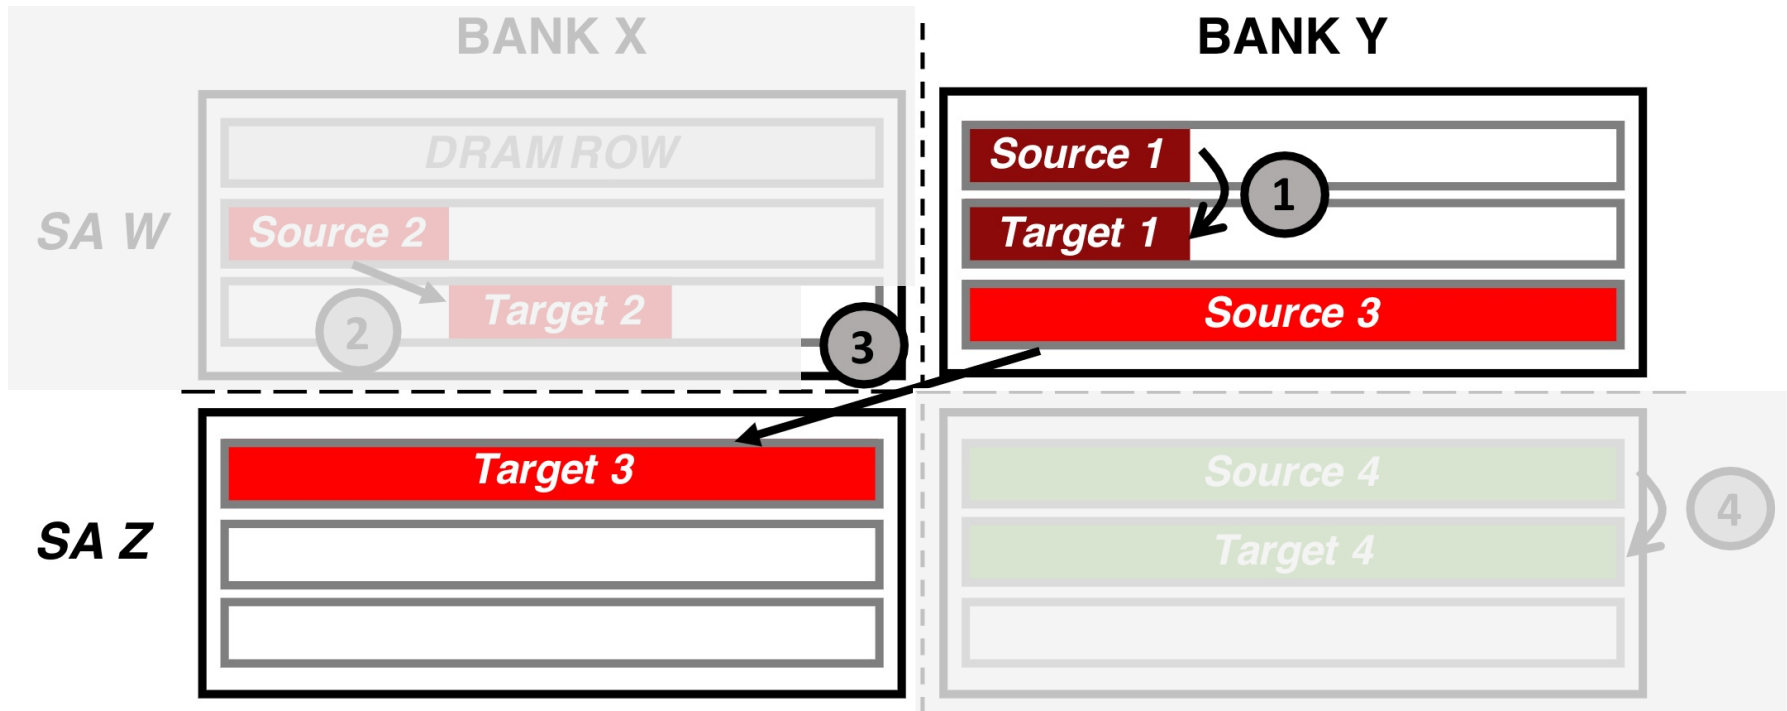 BANK X
BANK Y
DRAM ROW
Source 1
1
SA W
Source 2
Target 1
2
Target 2
3
Source 3
SA Z
Target 3
Source 4
4
Target 4